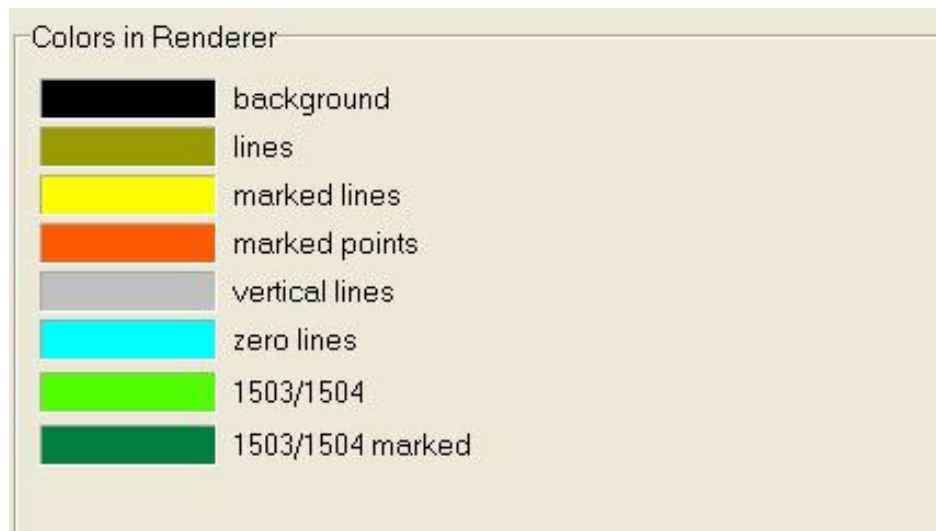 Colors in Renderer
background
lines
marked lines
marked points
vertical lines
zero lines
1503/1504
1503/1504 marked